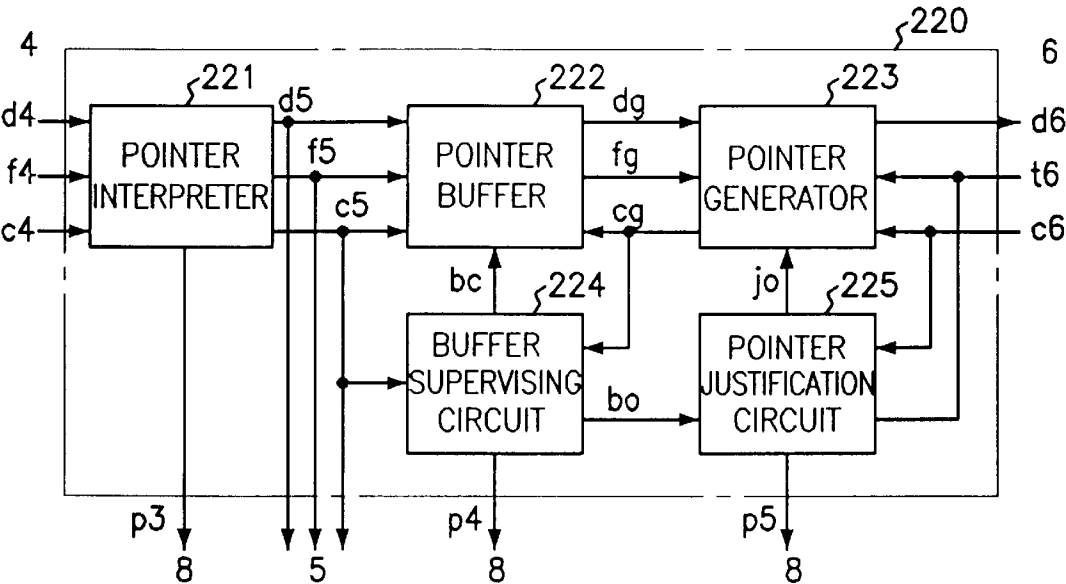 220
4
6
221
222
223
d4
d5
dg
d6
f4
POINTER
INTERPRETER
f5
POINTER
BUFFER
fg
POINTER
GENERATOR
t6
c4
c5
cg
c6
bc
224
jo
225
BUFFER
SUPERVISING
CIRCUIT
bo
POINTER
JUSTIFICATION
CIRCUIT
p3
p4
p5
8
5
8
8